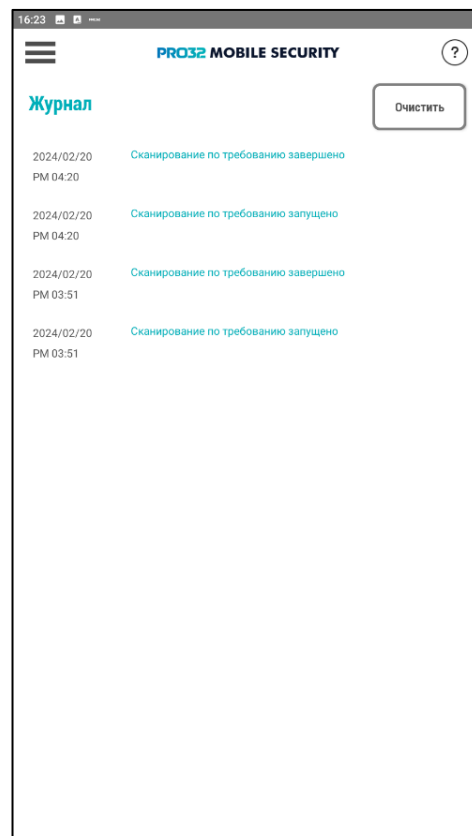 16:23
PRO32 MOBILE SECURITY
?
Журнал
Очистить
2024/02/20
PM 04:20
Сканирование по требованию завершено
2024/02/20
PM 04:20
Сканирование по требованию запущено
2024/02/20
PM 03:51
Сканирование по требованию завершено
2024/02/20
PM 03:51
Сканирование по требованию запущено